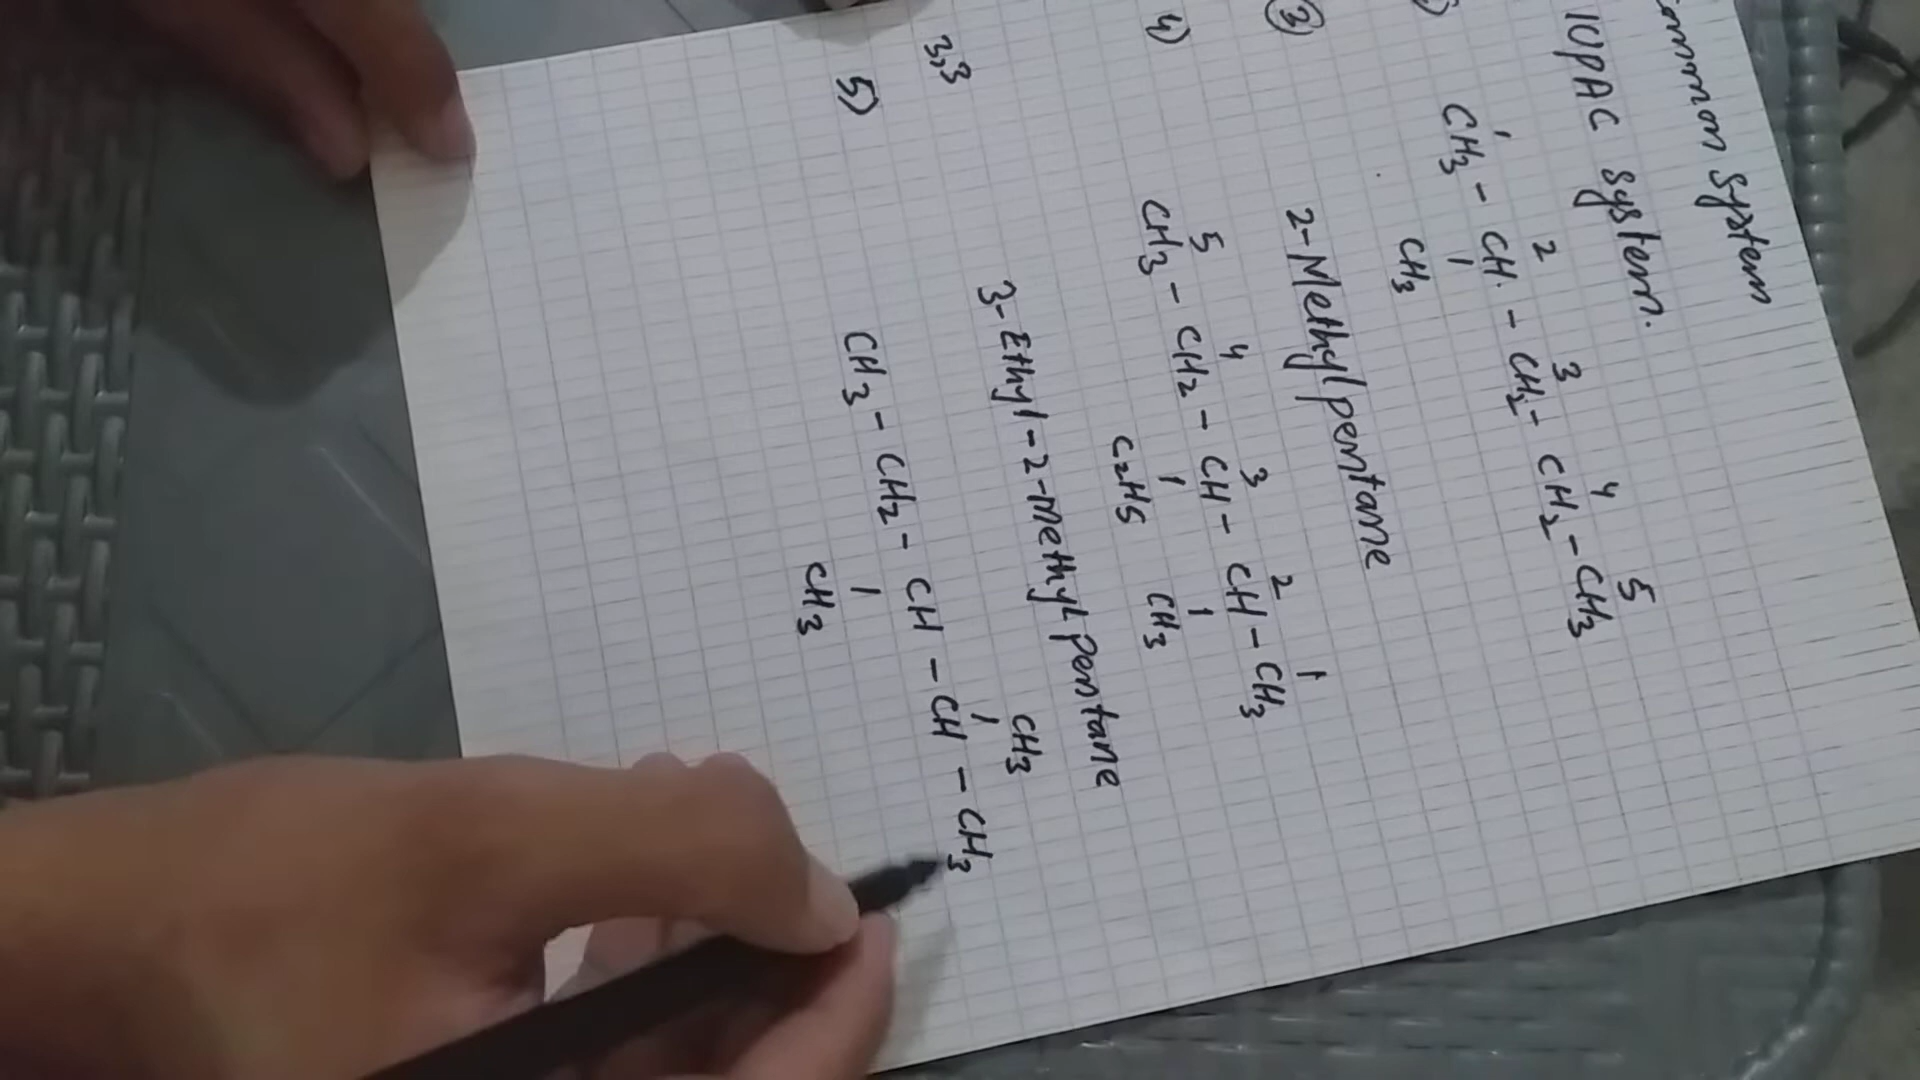 System
IUPAC System.
1 2 3 4 5
CH3 - CH - CH2 - CH2 - CH3
CH3
3
2-Methylpentane
4)
5 4 3 2 1
CH3 - CH2 - CH - CH - CH3
C2H5 CH3
3-Ethyl-2-Methylpentane
3,3
CH3
5) CH3 - CH2 - CH - CH - CH3
CH3